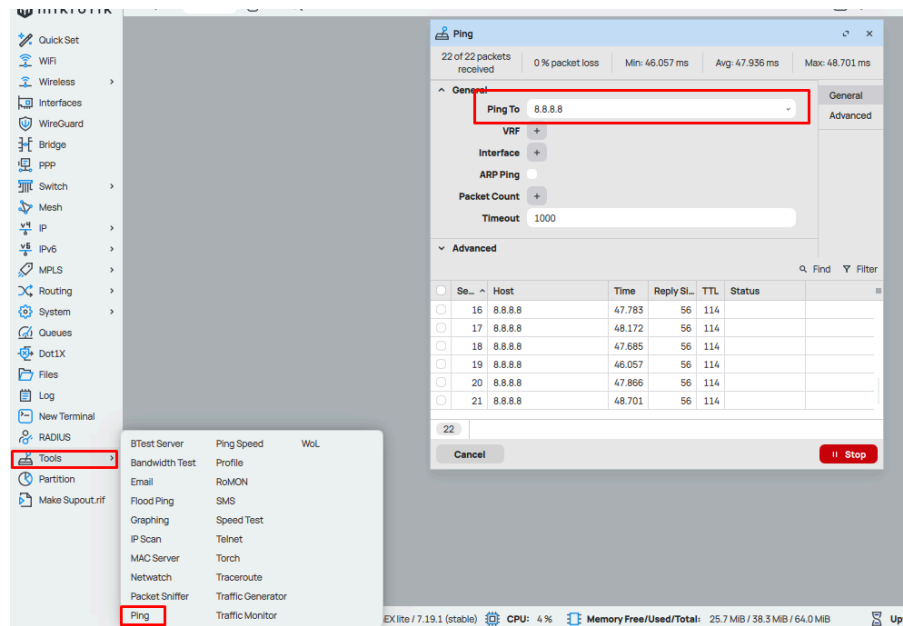 Quick Set
WiFi
Wireless
Interfaces
WireGuard
Bridge
PPP
Switch
Mesh
IP
IPv6
MPLS
Routing
System
Queues
Dot1X
Files
Log
New Terminal
RADIUS
Tools
Partition
Make Supout.rif
BTest Server Ping Speed WoL
Bandwidth Test Profile
Email RoMON
Flood Ping SMS
Graphing Speed Test
IP Scan Telnet
MAC Server Torch
Netwatch Traceroute
Packet Sniffer Traffic Generator
Ping Traffic Monitor
Ping
22 of 22 packets received 0 % packet loss Min: 46.057 ms Avg: 47.936 ms Max: 48.701 ms
General
Ping To 8.8.8.8
VRF
Interface
ARP Ping
Packet Count
Timeout 1000
Advanced
General
Advanced
Find Filter
Se... Host Time Reply Si... TTL Status
16 8.8.8.8 47.783 56 114
17 8.8.8.8 48.172 56 114
18 8.8.8.8 47.685 56 114
19 8.8.8.8 46.057 56 114
20 8.8.8.8 47.866 56 114
21 8.8.8.8 48.701 56 114
22
Cancel Stop
EX lite / 7.19.1 (stable) CPU: 4 % Memory Free/Used/Total: 25.7 MiB / 38.3 MiB / 64.0 MiB Up